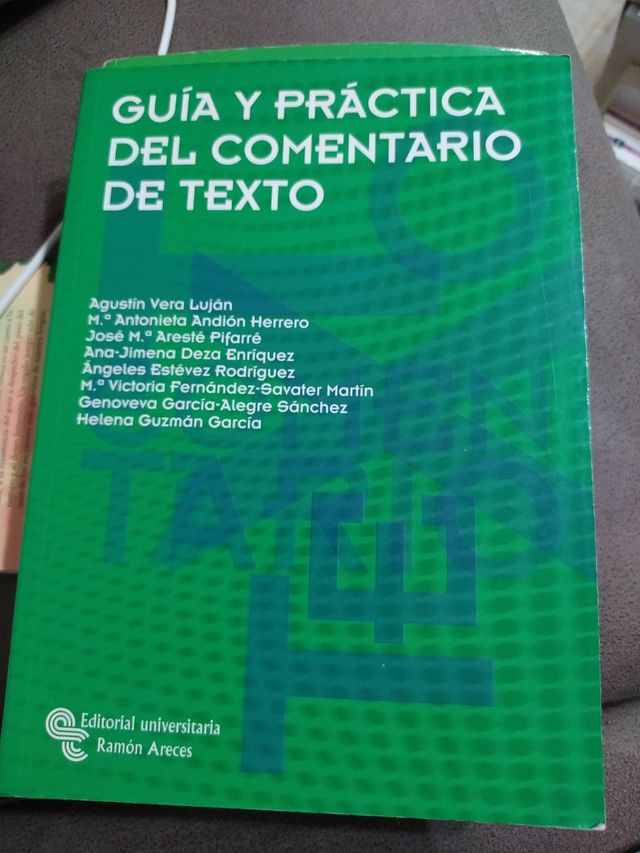 GUÍA Y PRÁCTICA
DEL COMENTARIO
DE TEXTO
Agustín Vera Luján
M.ª Antonieta Andión Herrero
José M.ª Aresté Pifarré
Ana-Jimena Deza Enríquez
Ángeles Estévez Rodríguez
M.ª Victoria Fernández-Savater Martín
Genoveva García-Alegre Sánchez
Helena Guzmán García
TARIO
Editorial universitaria
Ramón Areces